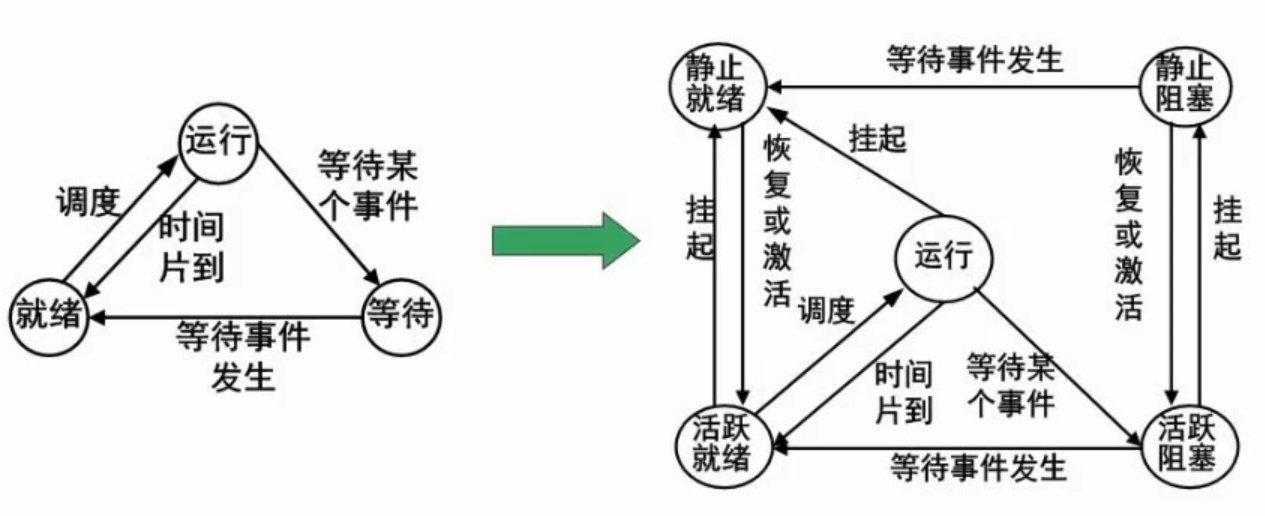 运行
调度
等待某
个事件
时间
片到
就绪
等待
等待事件
发生
静止
就绪
等待事件发生
静止
阻塞
挂起
挂
起
恢
复
或
激
活
恢
复
或
激
活
挂
起
运行
调度
时间
片到
等待某
个事件
活跃
就绪
等待事件发生
活跃
阻塞